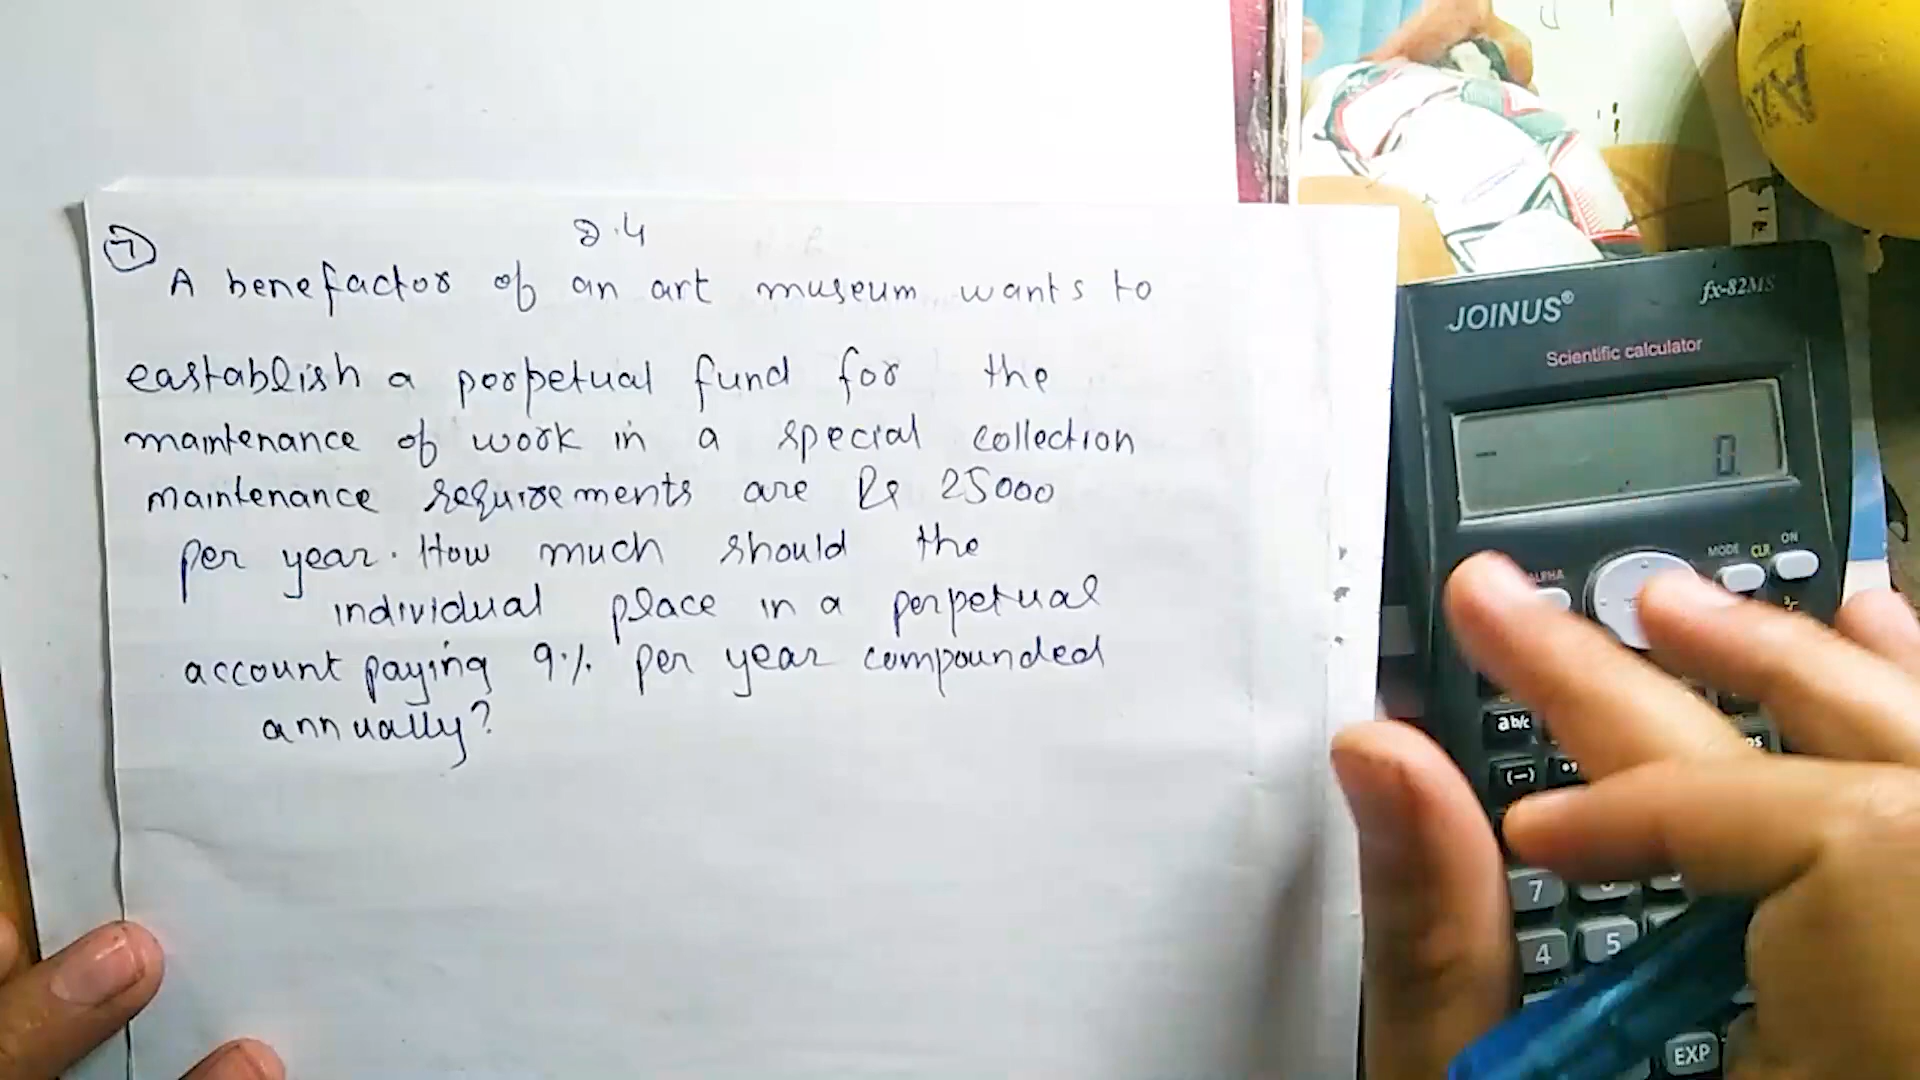 2.4
7
A benefactor of an art museum wants to
eastablish a perpetual fund for the
maintenance of work in a special collection
maintenance requirements are Rs 25000
per year. How much should the
individual place in a perpetual
account paying 9% per year compounded
annually?
JOINUS®
fx-82MS
Scientific calculator
0.
ALPHA
MODE CLR ON
ab/c
(-)
7
4 5
EXP